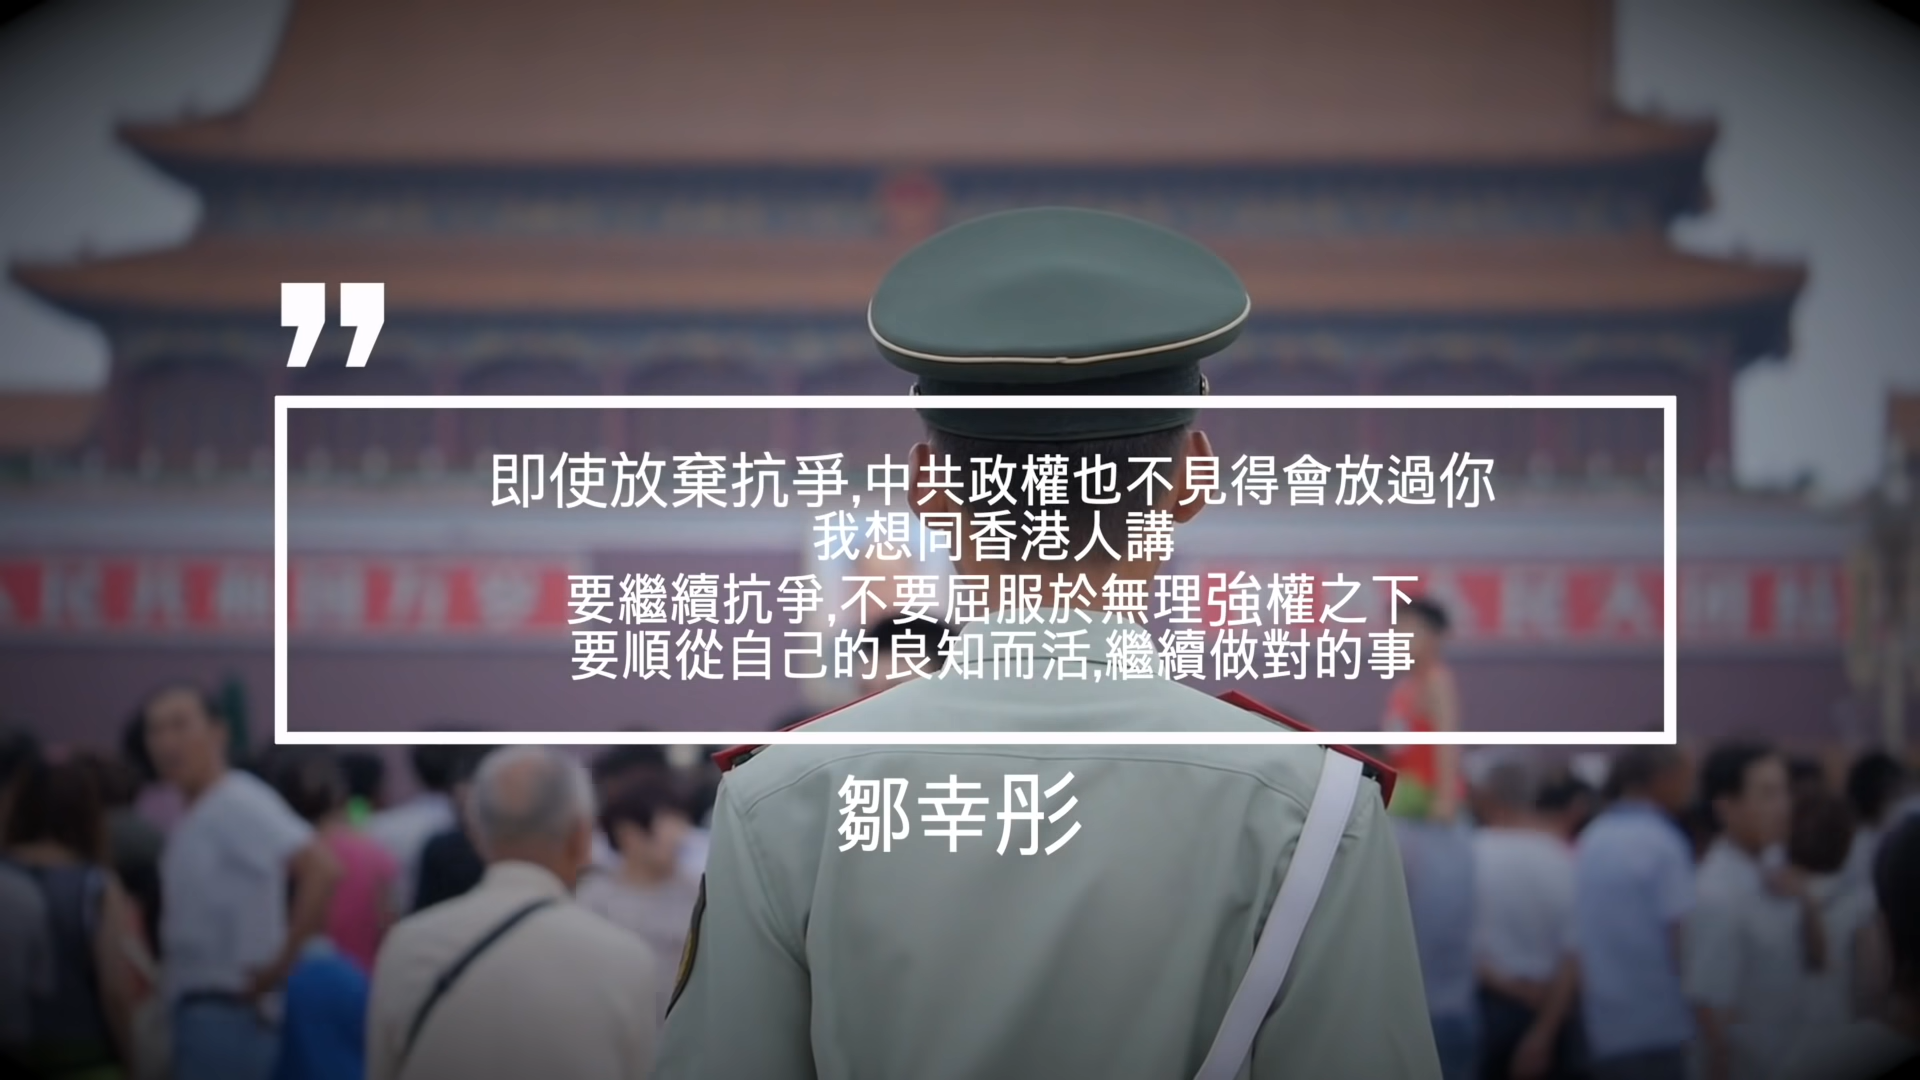 即使放棄抗爭,中共政權也不見得會放過你
我想同香港人講
要繼續抗爭,不要屈服於無理強權之下
要順從自己的良知而活,繼續做對的事
鄒幸彤